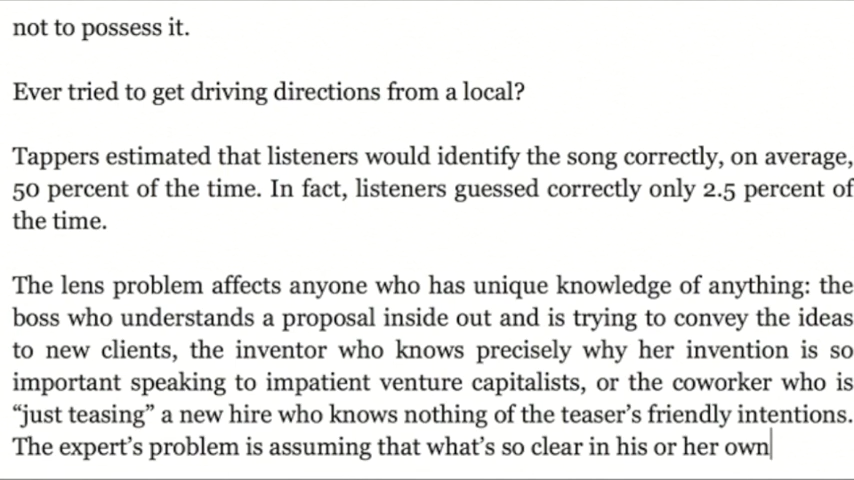 not to possess it.
Ever tried to get driving directions from a local?
Tappers estimated that listeners would identify the song correctly, on average,
50 percent of the time. In fact, listeners guessed correctly only 2.5 percent of
the time.
The lens problem affects anyone who has unique knowledge of anything: the
boss who understands a proposal inside out and is trying to convey the ideas
to new clients, the inventor who knows precisely why her invention is so
important speaking to impatient venture capitalists, or the coworker who is
“just teasing” a new hire who knows nothing of the teaser’s friendly intentions.
The expert’s problem is assuming that what’s so clear in his or her own